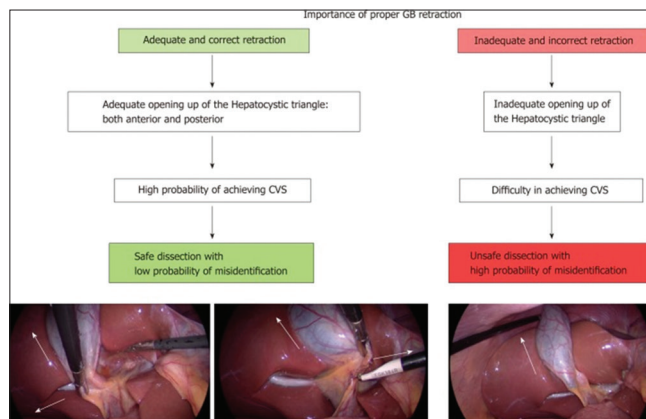 Importance of proper GB retraction
Adequate and correct retraction
Inadequate and incorrect retraction
Adequate opening up of the Hepatocystic triangle:
both anterior and posterior
Inadequate opening up of
the Hepatocystic triangle
High probability of achieving CVS
Difficulty in achieving CVS
Safe dissection with
low probability of misidentification
Unsafe dissection with
high probability of misidentification